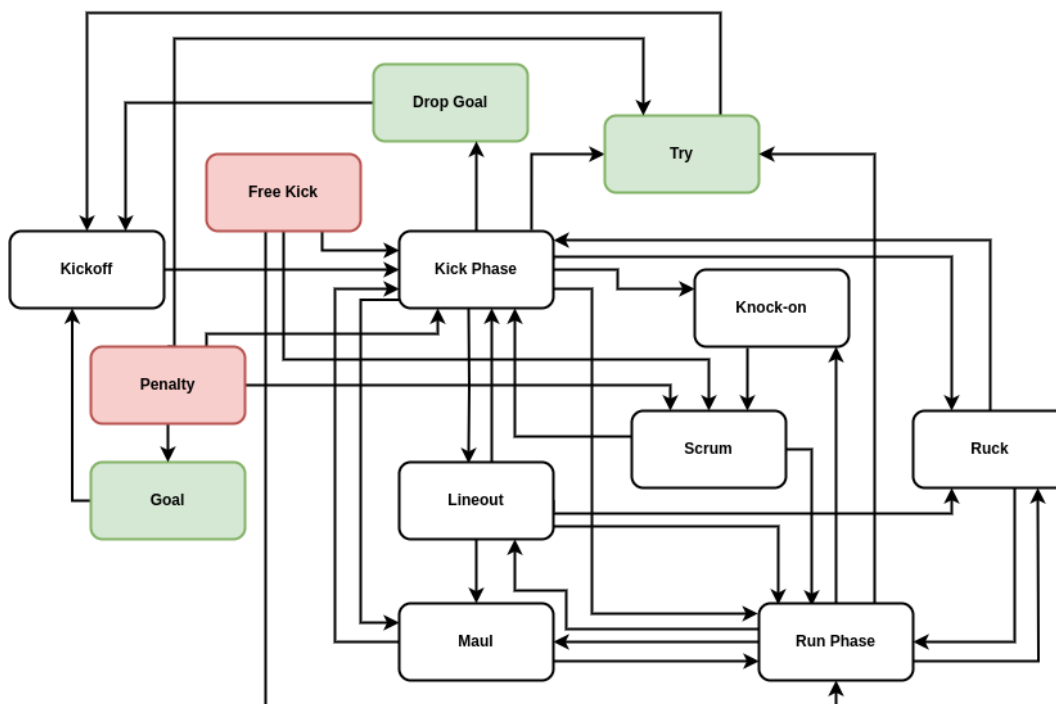 Drop Goal
Try
Free Kick
Kickoff
Kick Phase
Knock-on
Penalty
Scrum
Ruck
Goal
Lineout
Maul
Run Phase